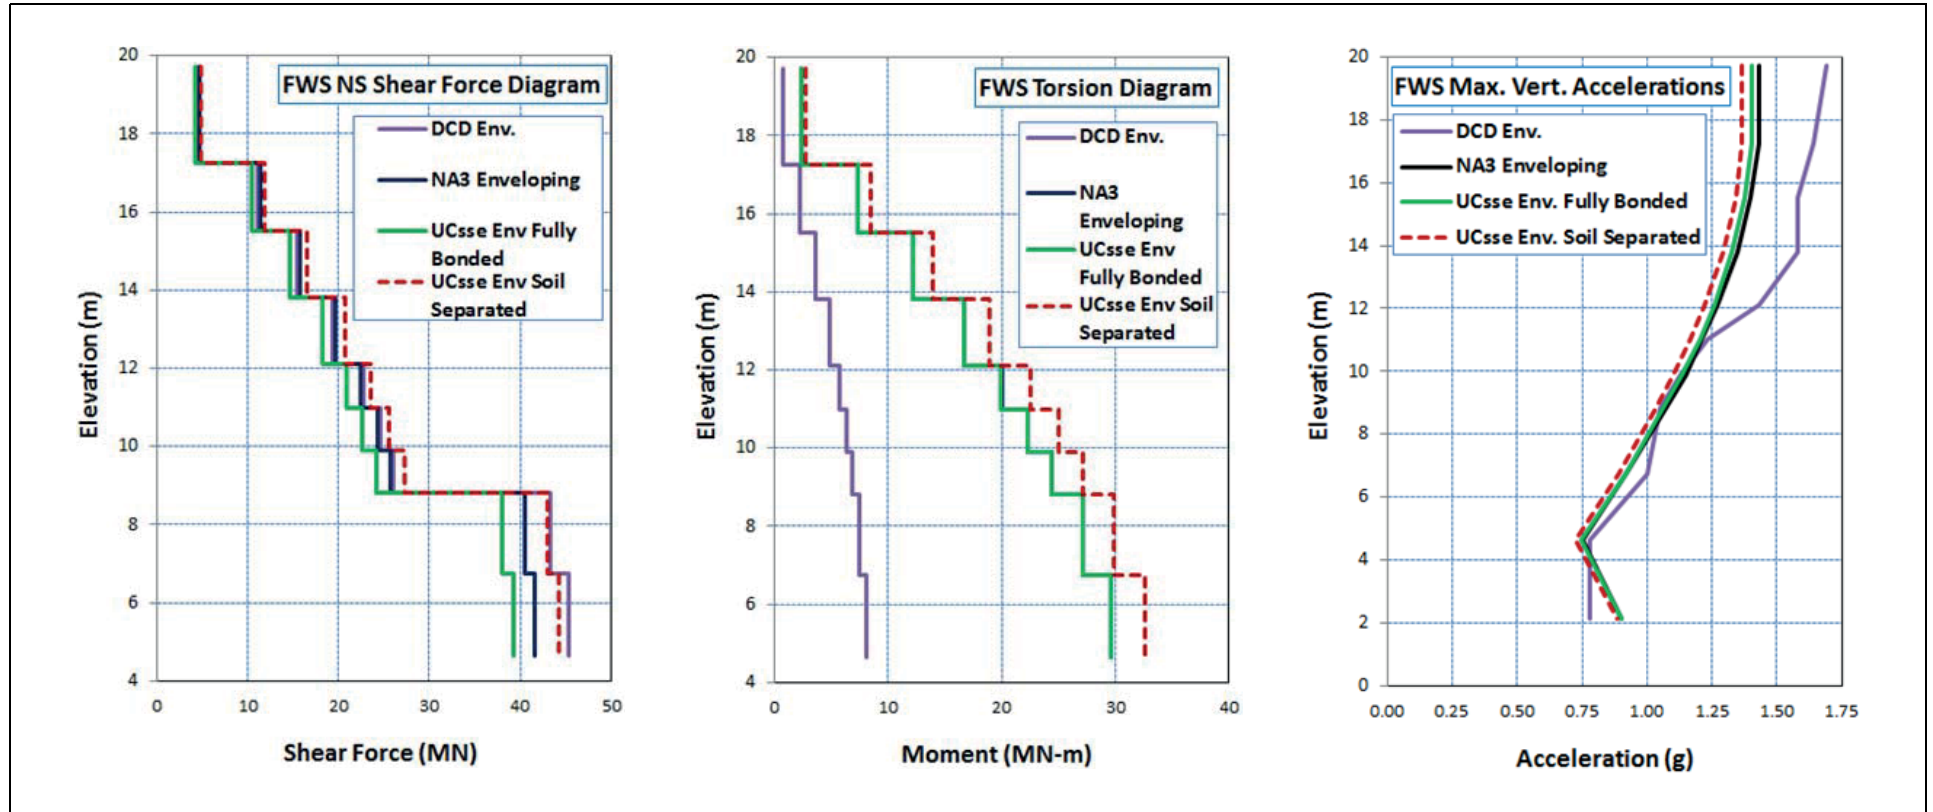 FWS NS Shear Force Diagram
DCD Env.
NA3 Enveloping
UCsse Env Fully
Bonded
UCsse Env Soil
Separated
20
18
16
14
12
10
8
6
4
Elevation (m)
0 10 20 30 40 50
Shear Force (MN)
FWS Torsion Diagram
DCD Env.
NA3
Enveloping
UCsse Env
Fully Bonded
UCsse Env Soil
Separated
20
18
16
14
12
10
8
6
4
Elevation (m)
0 10 20 30 40
Moment (MN-m)
FWS Max. Vert. Accelerations
DCD Env.
NA3 Enveloping
UCsse Env. Fully Bonded
UCsse Env. Soil Separated
20
18
16
14
12
10
8
6
4
2
0
Elevation (m)
0.00 0.25 0.50 0.75 1.00 1.25 1.50 1.75
Acceleration (g)